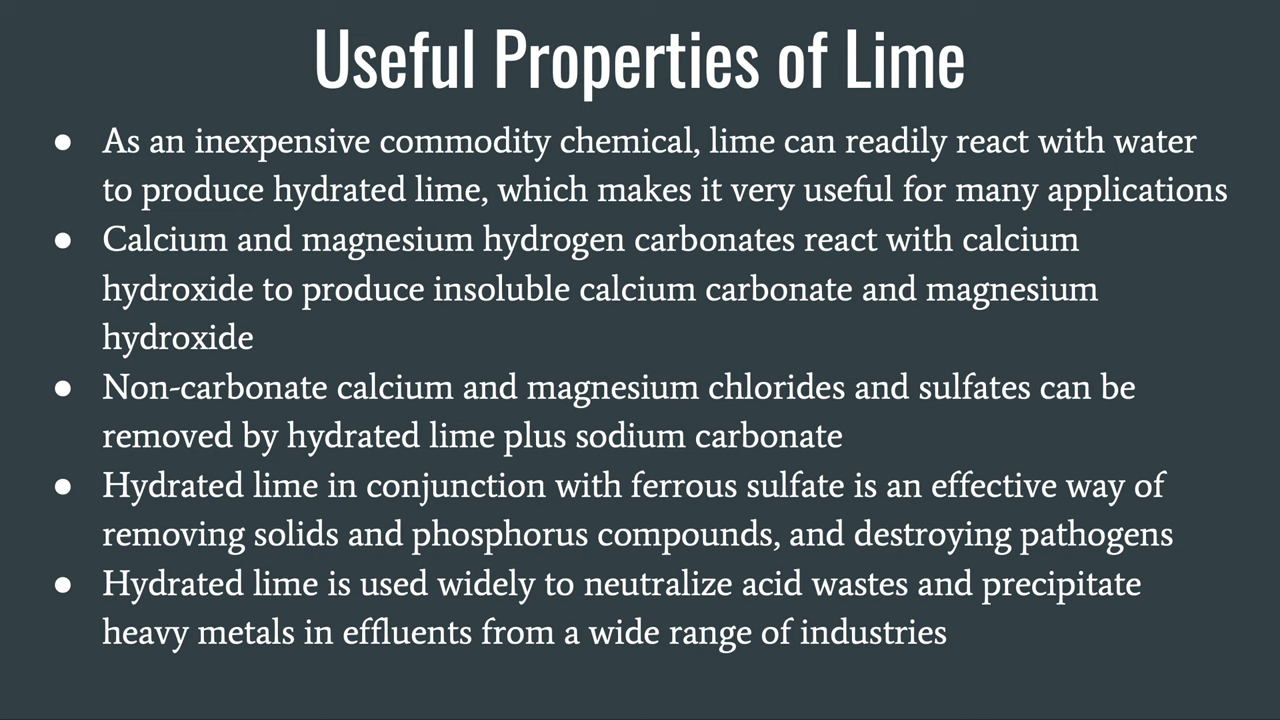 Useful Properties of Lime
● As an inexpensive commodity chemical, lime can readily react with water
to produce hydrated lime, which makes it very useful for many applications
● Calcium and magnesium hydrogen carbonates react with calcium
hydroxide to produce insoluble calcium carbonate and magnesium
hydroxide
● Non-carbonate calcium and magnesium chlorides and sulfates can be
removed by hydrated lime plus sodium carbonate
● Hydrated lime in conjunction with ferrous sulfate is an effective way of
removing solids and phosphorus compounds, and destroying pathogens
● Hydrated lime is used widely to neutralize acid wastes and precipitate
heavy metals in effluents from a wide range of industries